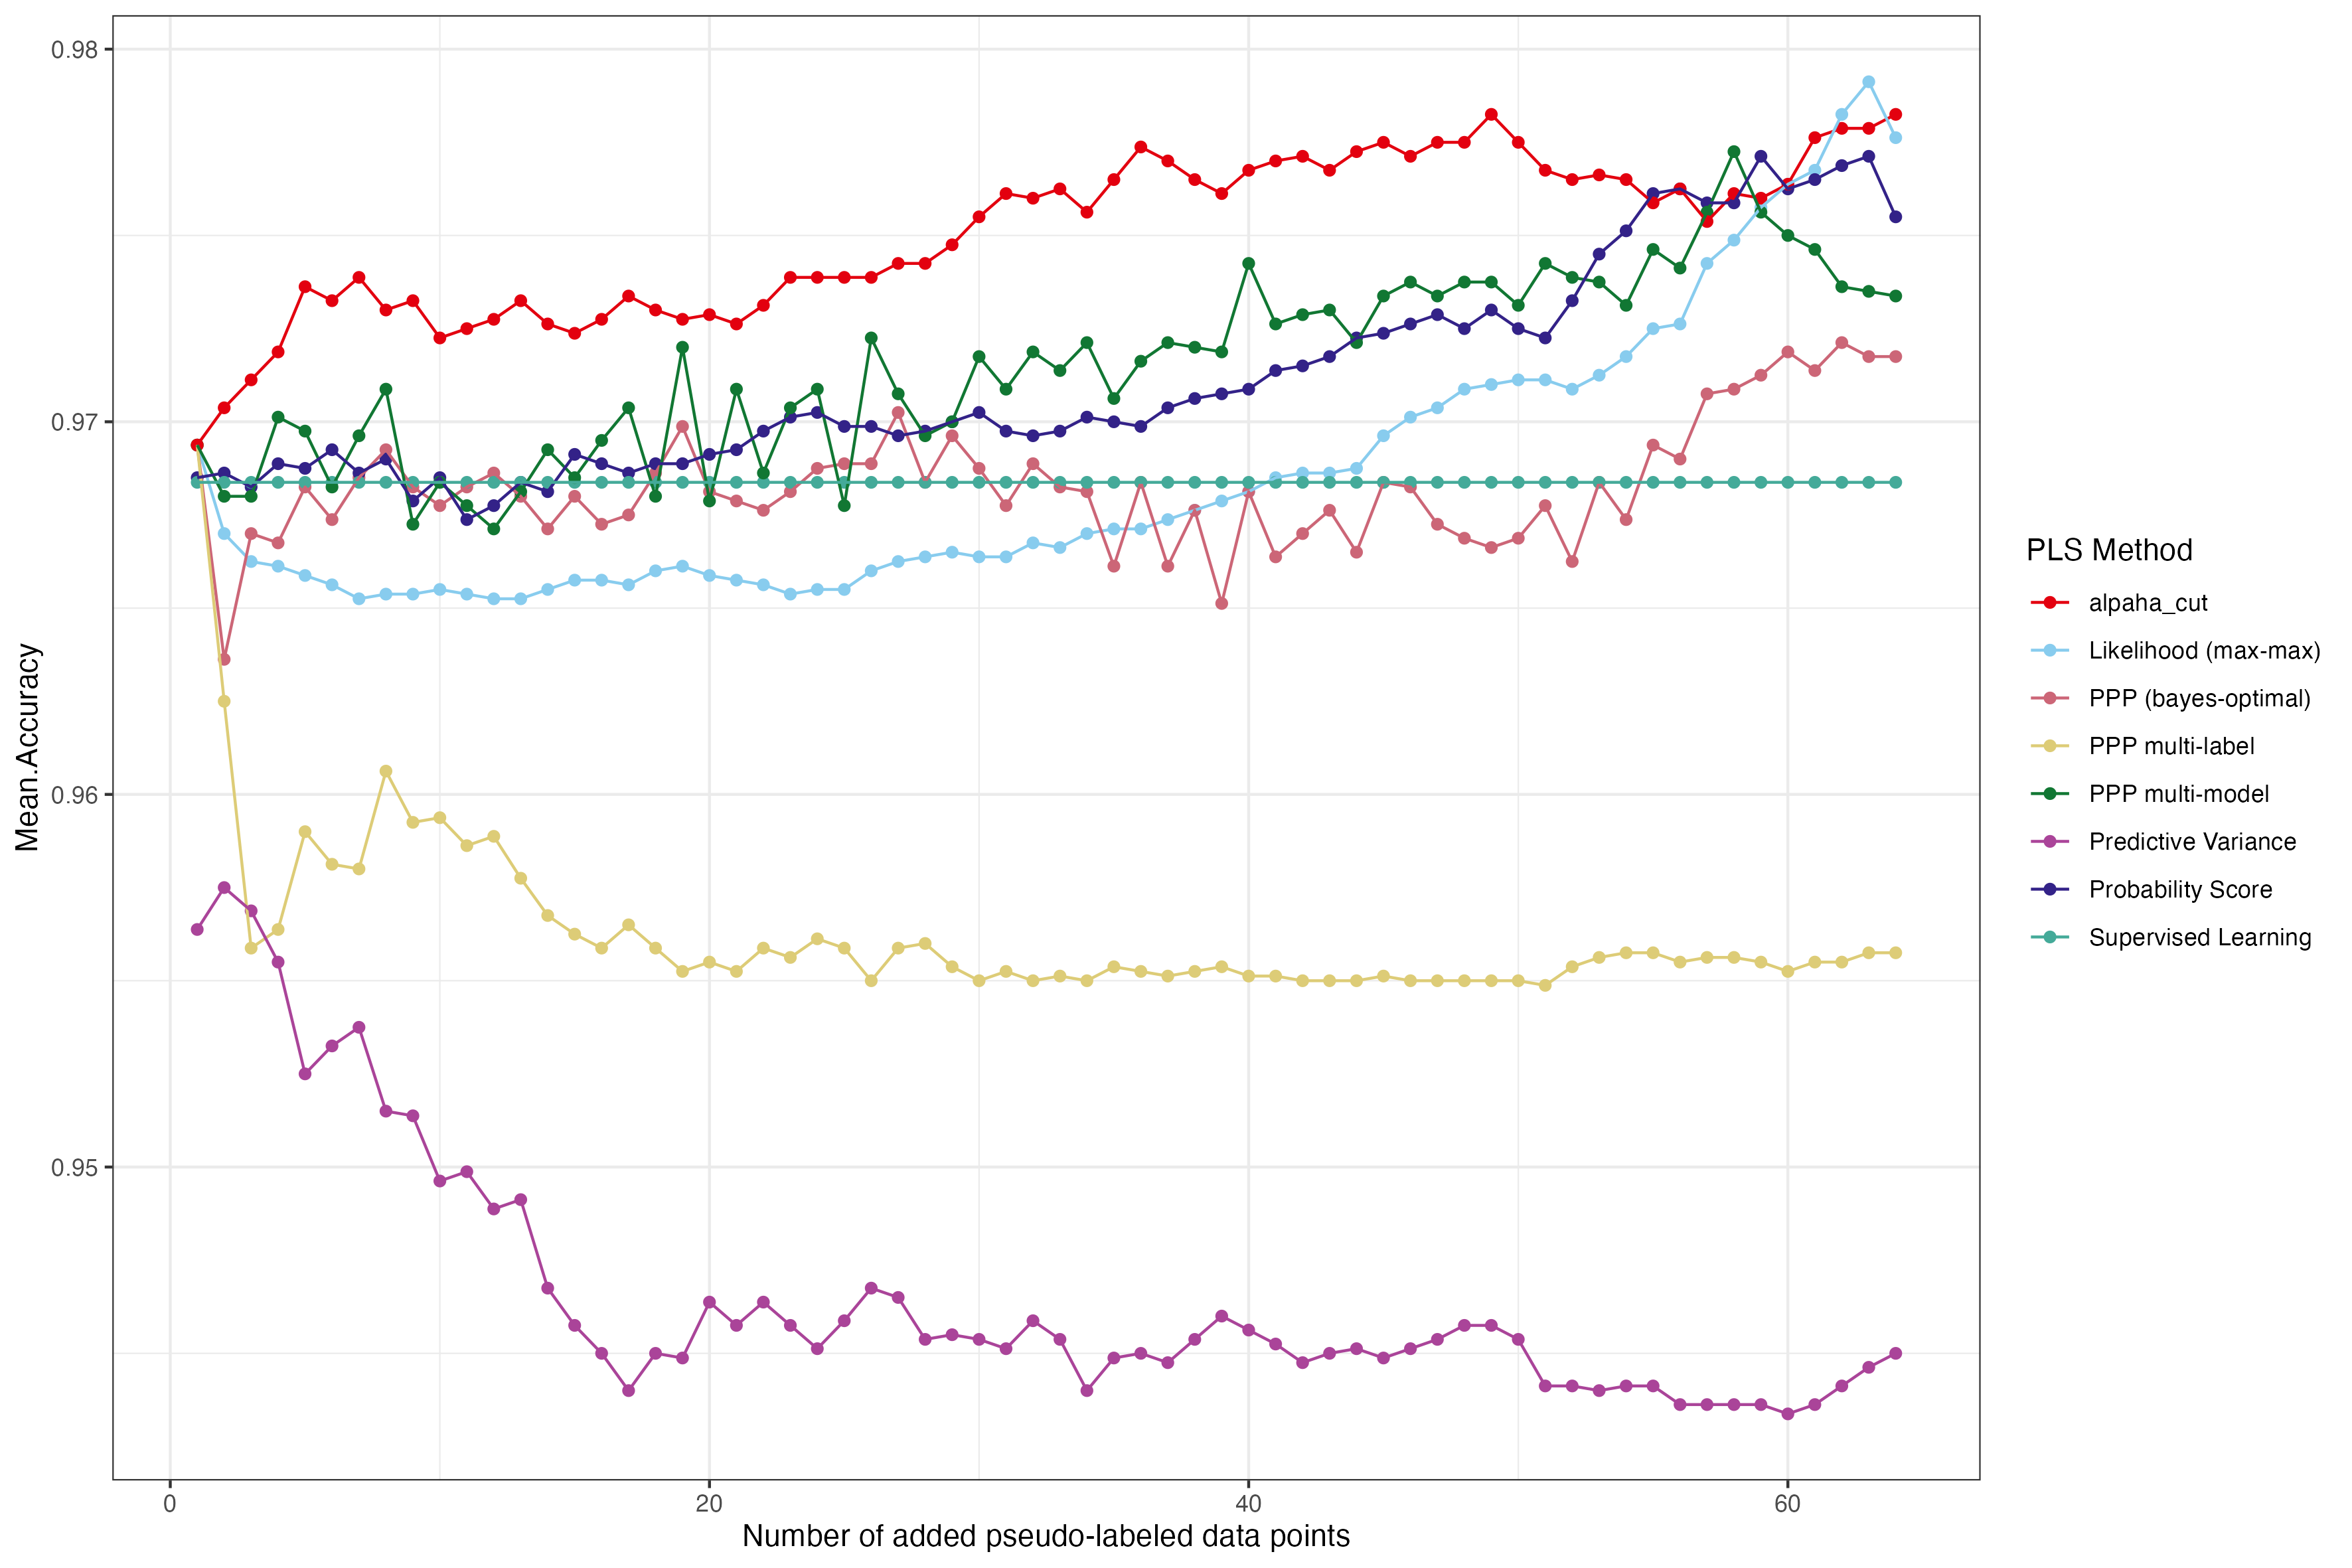 0.98
0.97
0.96
0.95
Mean.Accuracy
0
20
40
60
Number of added pseudo-labeled data points
PLS Method
alpaha_cut
Likelihood (max-max)
PPP (bayes-optimal)
PPP multi-label
PPP multi-model
Predictive Variance
Probability Score
Supervised Learning